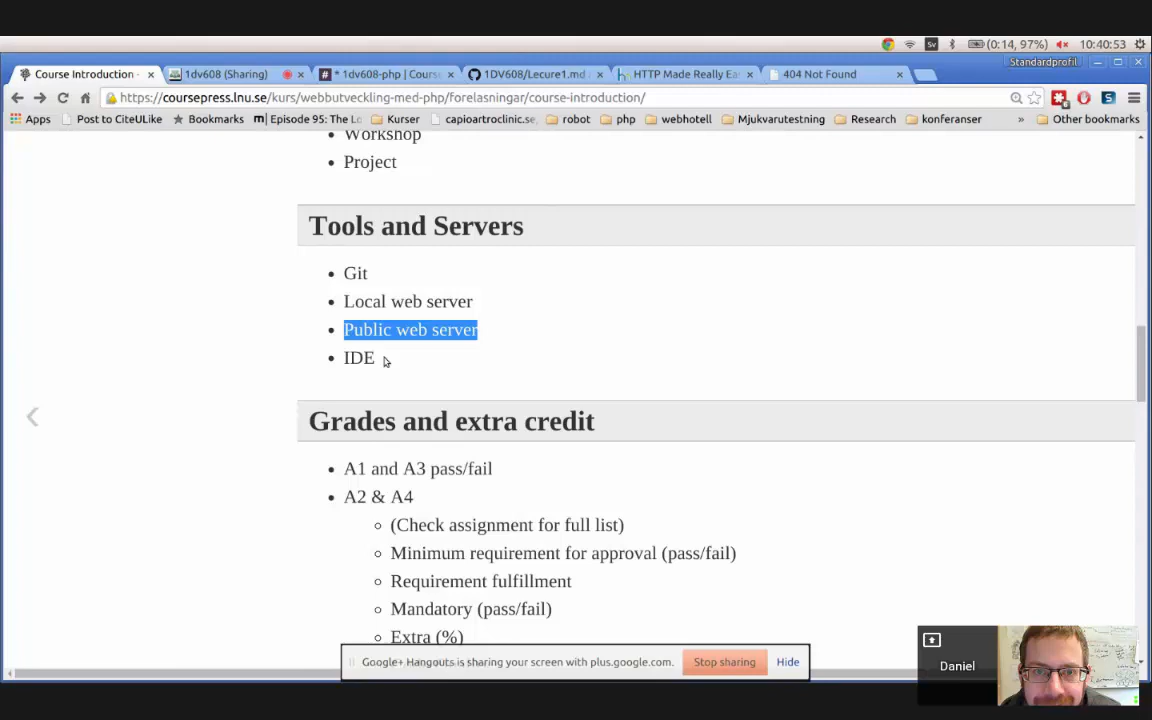 Sv (0:14, 97%) 10:40:53
Course Introduction - × 1dv608 (Sharing) × * 1dv608-php | Cours × 1DV608/Lecure1.md × HTTP Made Really Ea × 404 Not Found × Standardprofil
https://coursepress.lnu.se/kurs/webbutveckling-med-php/forelasningar/course-introduction/
Apps Post to CiteULike Bookmarks Episode 95: The Lo Kurser capioartroclinic.se, robot php webhotell Mjukvarutestning Research konferanser » Other bookmarks
Workshop
Project
Tools and Servers
Git
Local web server
Public web server
IDE
Grades and extra credit
A1 and A3 pass/fail
A2 & A4
(Check assignment for full list)
Minimum requirement for approval (pass/fail)
Requirement fulfillment
Mandatory (pass/fail)
Extra (%)
Google+ Hangouts is sharing your screen with plus.google.com. Stop sharing Hide
Daniel